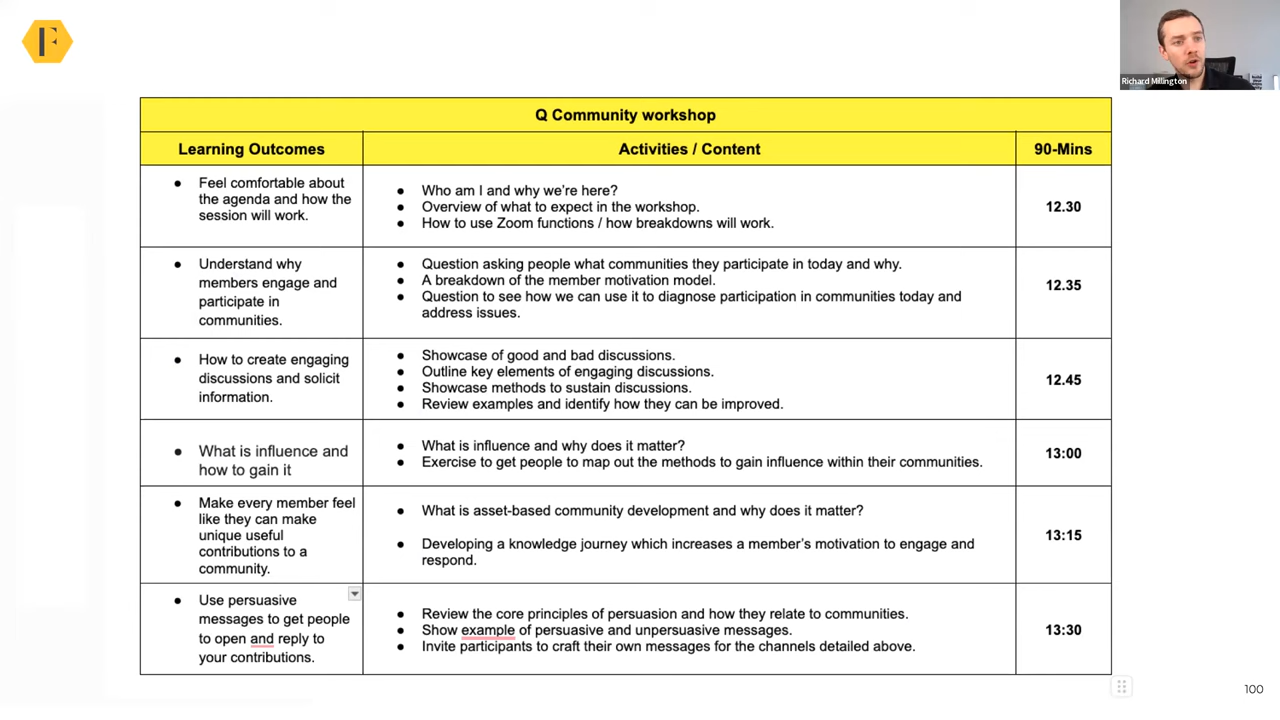 F
Richard Millington
Q Community workshop
Learning Outcomes
Activities / Content
90-Mins
● Feel comfortable about
the agenda and how the
session will work.
● Who am I and why we're here?
● Overview of what to expect in the workshop.
● How to use Zoom functions / how breakdowns will work.
12.30
● Understand why
members engage and
participate in
communities.
● Question asking people what communities they participate in today and why.
● A breakdown of the member motivation model.
● Question to see how we can use it to diagnose participation in communities today and
address issues.
12.35
● How to create engaging
discussions and solicit
information.
● Showcase of good and bad discussions.
● Outline key elements of engaging discussions.
● Showcase methods to sustain discussions.
● Review examples and identify how they can be improved.
12.45
● What is influence and
how to gain it
● What is influence and why does it matter?
● Exercise to get people to map out the methods to gain influence within their communities.
13:00
● Make every member feel
like they can make
unique useful
contributions to a
community.
● What is asset-based community development and why does it matter?
● Developing a knowledge journey which increases a member's motivation to engage and
respond.
13:15
● Use persuasive
messages to get people
to open and reply to
your contributions.
● Review the core principles of persuasion and how they relate to communities.
● Show example of persuasive and unpersuasive messages.
● Invite participants to craft their own messages for the channels detailed above.
13:30
100